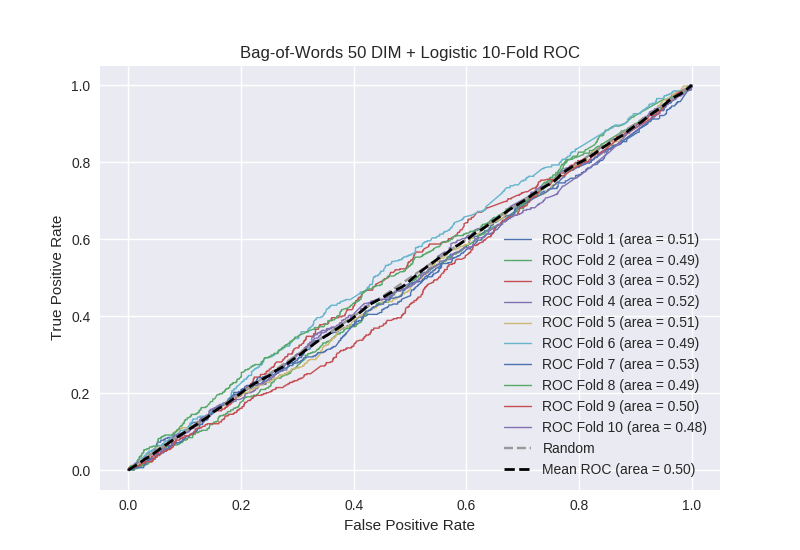 Bag-of-Words 50 DIM + Logistic 10-Fold ROC
True Positive Rate
1.0
0.8
0.6
0.4
0.2
0.0
ROC Fold 1 (area = 0.51)
ROC Fold 2 (area = 0.49)
ROC Fold 3 (area = 0.52)
ROC Fold 4 (area = 0.52)
ROC Fold 5 (area = 0.51)
ROC Fold 6 (area = 0.49)
ROC Fold 7 (area = 0.53)
ROC Fold 8 (area = 0.49)
ROC Fold 9 (area = 0.50)
ROC Fold 10 (area = 0.48)
Random
Mean ROC (area = 0.50)
0.0 0.2 0.4 0.6 0.8 1.0
False Positive Rate